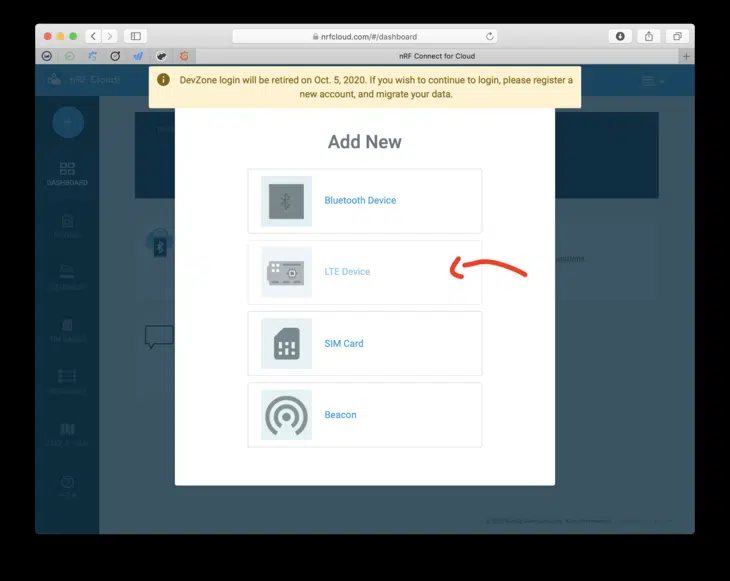 nrfcloud.com/#/dashboard
nRF Connect for Cloud
nRF Cloud
DevZone login will be retired on Oct. 5, 2020. If you wish to continue to login, please register a
new account, and migrate your data.
DASHBOARD
Add New
Bluetooth Device
LTE Device
SIM Card
Beacon